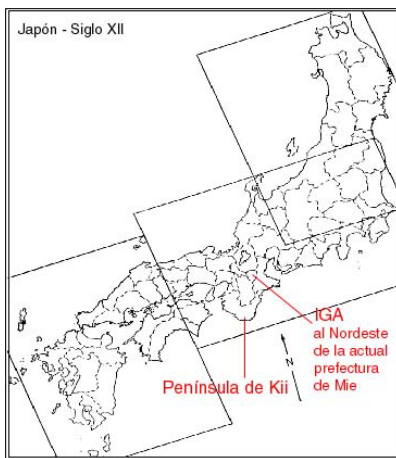 Japón - Siglo XII
IGA
al Nordeste
de la actual
prefectura
de Mie
Península de Kii
N